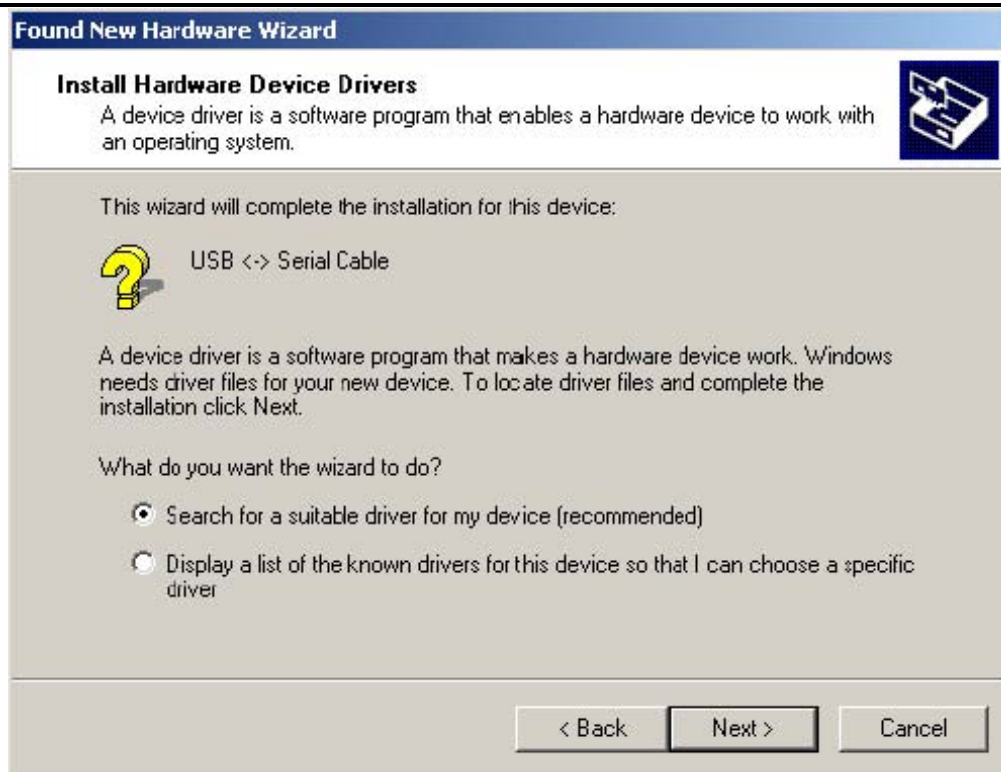 Found New Hardware Wizard
Install Hardware Device Drivers
A device driver is a software program that enables a hardware device to work with
an operating system.
This wizard will complete the installation for this device:
USB <-> Serial Cable
A device driver is a software program that makes a hardware device work. Windows
needs driver files for your new device. To locate driver files and complete the
installation click Next.
What do you want the wizard to do?
Search for a suitable driver for my device (recommended)
Display a list of the known drivers for this device so that I can choose a specific
driver
< Back
Next >
Cancel